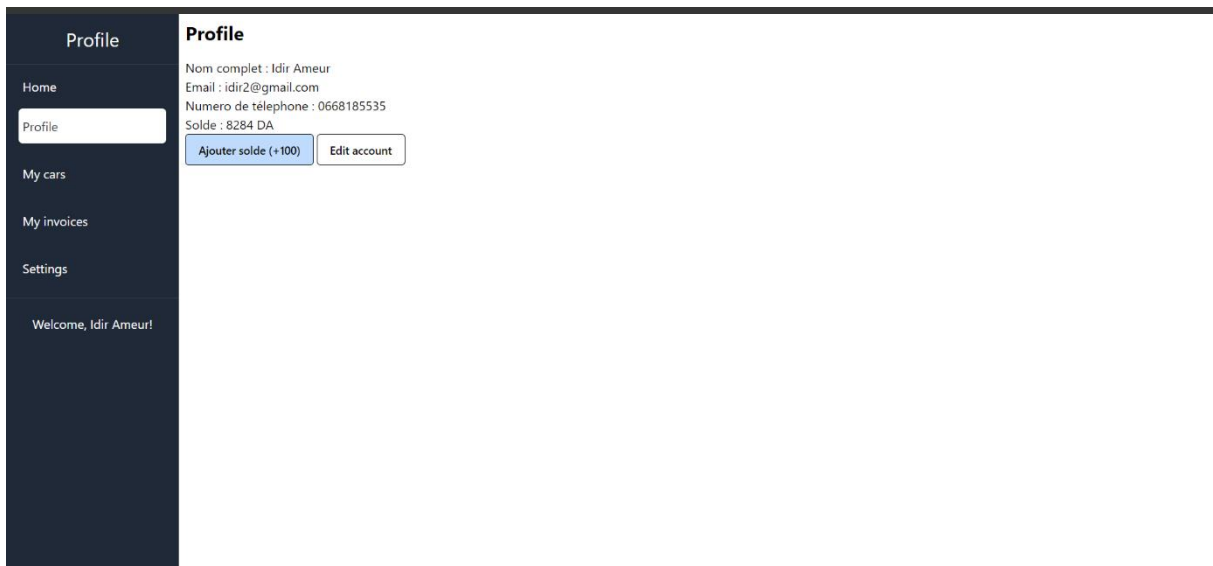 Profile
Home
Profile
My cars
My invoices
Settings
Welcome, Idir Ameur!
Profile
Nom complet : Idir Ameur
Email : idir2@gmail.com
Numero de télephone : 0668185535
Solde : 8284 DA
Ajouter solde (+100) Edit account